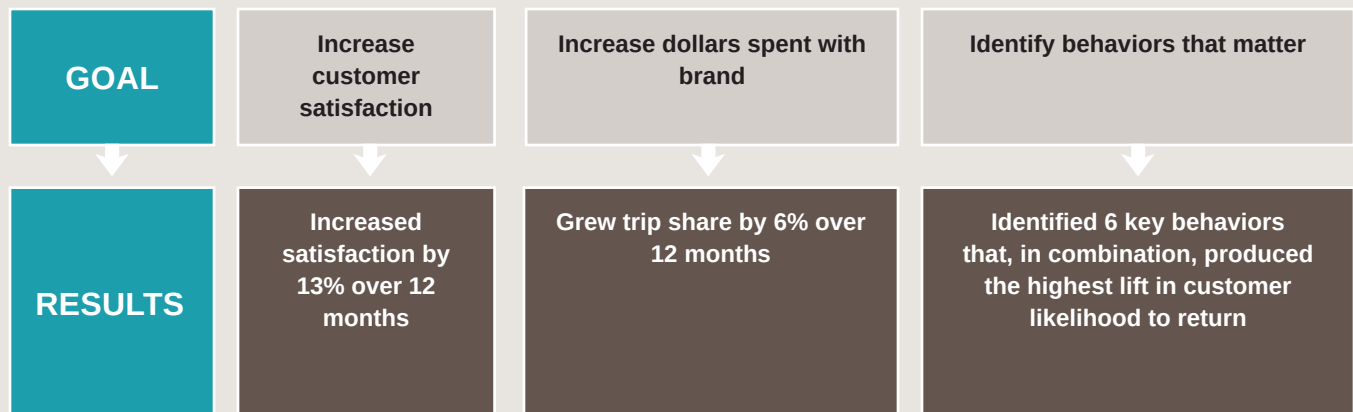 GOAL
Increase
customer
satisfaction
Increase dollars spent with
brand
Identify behaviors that matter
RESULTS
Increased
satisfaction by
13% over 12
months
Grew trip share by 6% over
12 months
Identified 6 key behaviors
that, in combination, produced
the highest lift in customer
likelihood to return